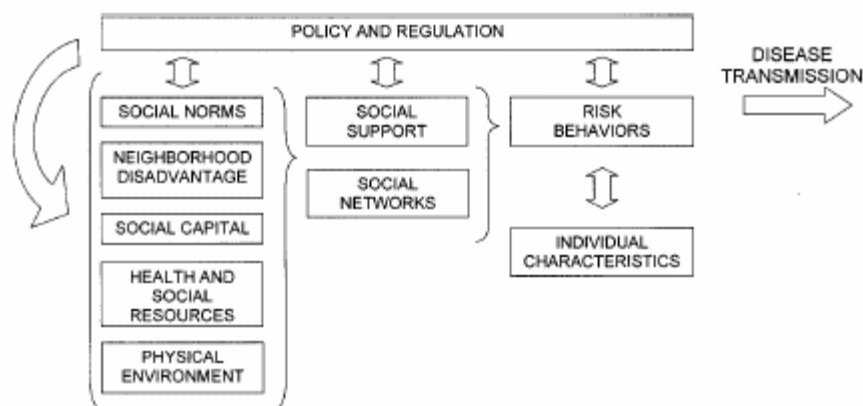 POLICY AND REGULATION
DISEASE
TRANSMISSION
SOCIAL NORMS
NEIGHBORHOOD
DISADVANTAGE
SOCIAL CAPITAL
HEALTH AND
SOCIAL
RESOURCES
PHYSICAL
ENVIRONMENT
SOCIAL
SUPPORT
SOCIAL
NETWORKS
RISK
BEHAVIORS
INDIVIDUAL
CHARACTERISTICS